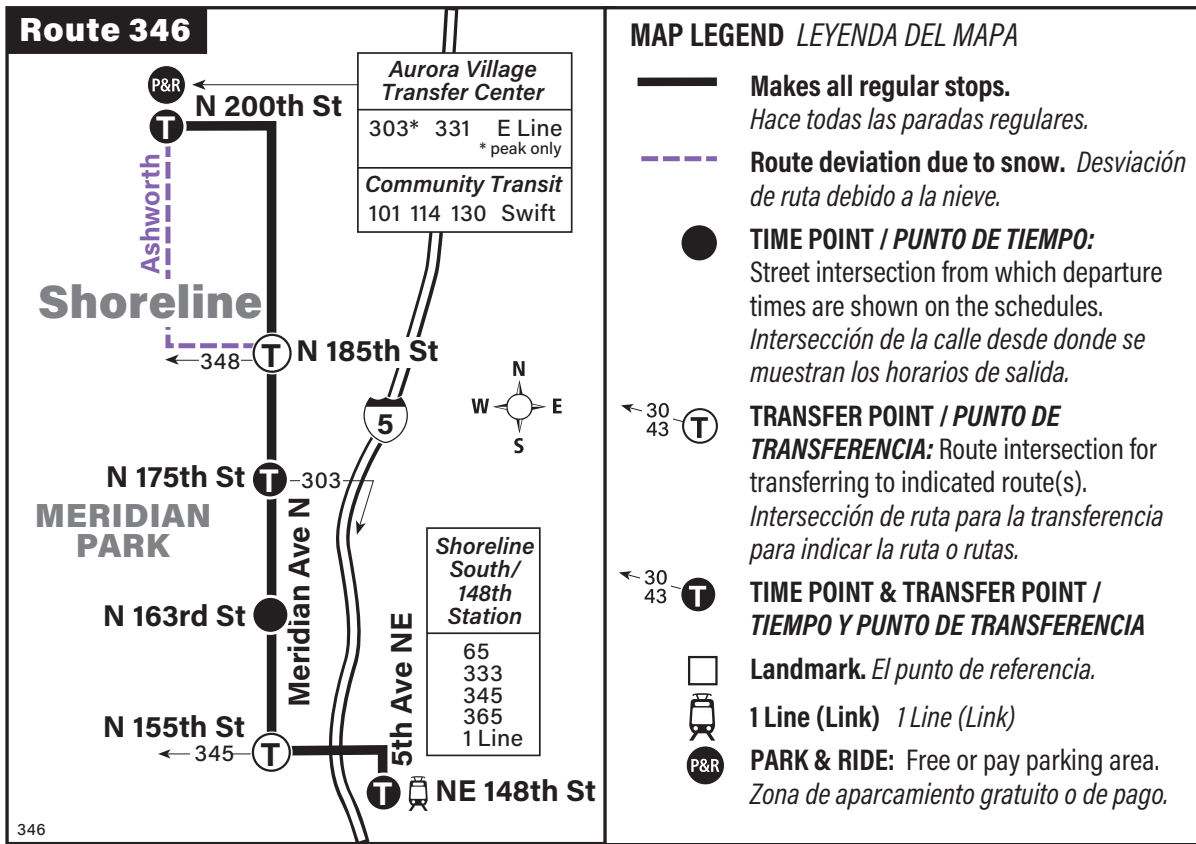 Route 346
P&R
N 200th St
T
Aurora Village
Transfer Center
303* 331 E Line
* peak only
Community Transit
101 114 130 Swift
Ashworth
Shoreline
348
T
N 185th St
N
W
E
S
5
N 175th St
T
303
MERIDIAN
PARK
Meridian Ave N
N 163rd St
Shoreline
South/
148th
Station
65
333
345
365
1 Line
5th Ave NE
N 155th St
345
T
T
NE 148th St
346
MAP LEGEND LEYENDA DEL MAPA
Makes all regular stops.
Hace todas las paradas regulares.
Route deviation due to snow. Desviación
de ruta debido a la nieve.
TIME POINT / PUNTO DE TIEMPO:
Street intersection from which departure
times are shown on the schedules.
Intersección de la calle desde donde se
muestran los horarios de salida.
30
43
T
TRANSFER POINT / PUNTO DE
TRANSFERENCIA: Route intersection for
transferring to indicated route(s).
Intersección de ruta para la transferencia
para indicar la ruta o rutas.
30
43
T
TIME POINT & TRANSFER POINT /
TIEMPO Y PUNTO DE TRANSFERENCIA
Landmark. El punto de referencia.
1 Line (Link) 1 Line (Link)
P&R
PARK & RIDE: Free or pay parking area.
Zona de aparcamiento gratuito o de pago.